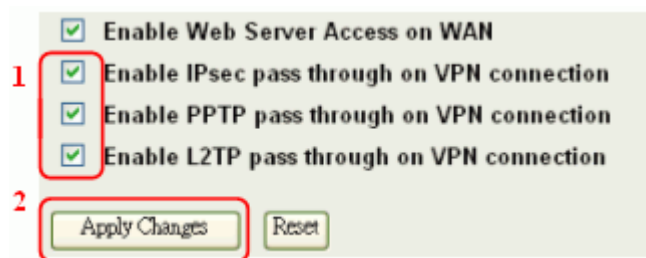 Enable Web Server Access on WAN
1 Enable IPsec pass through on VPN connection
Enable PPTP pass through on VPN connection
Enable L2TP pass through on VPN connection
2
Apply Changes Reset